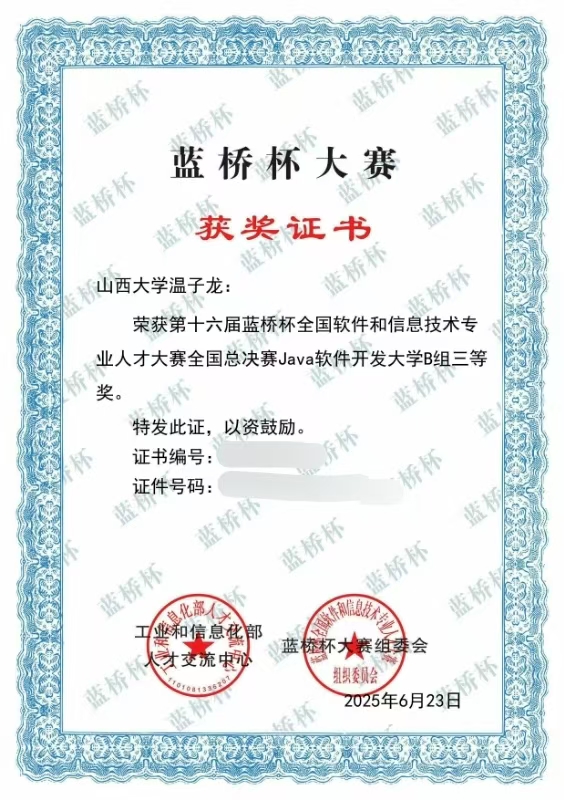 蓝桥杯大赛
获奖证书
山西大学温子龙：
荣获第十六届蓝桥杯全国软件和信息技术专
业人才大赛全国总决赛Java软件开发大学B组三等
奖。
特发此证，以资鼓励。
证书编号：
证件号码：
工业和信息化部
人才交流中心
蓝桥杯大赛组委会
组织委员会
2025年6月23日